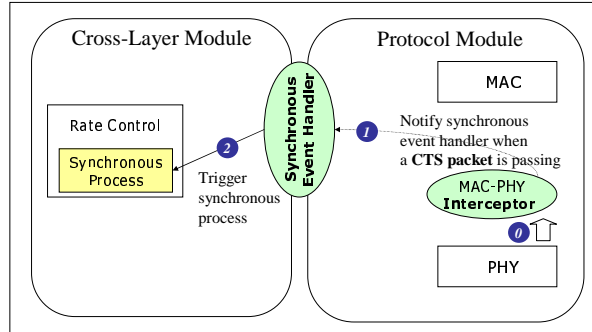 Cross-Layer Module
Protocol Module
MAC
Rate Control
Synchronous
Process
2
Trigger
synchronous
process
Synchronous
Event Handler
1
Notify synchronous
event handler when
a CTS packet is passing
MAC-PHY
Interceptor
0
PHY